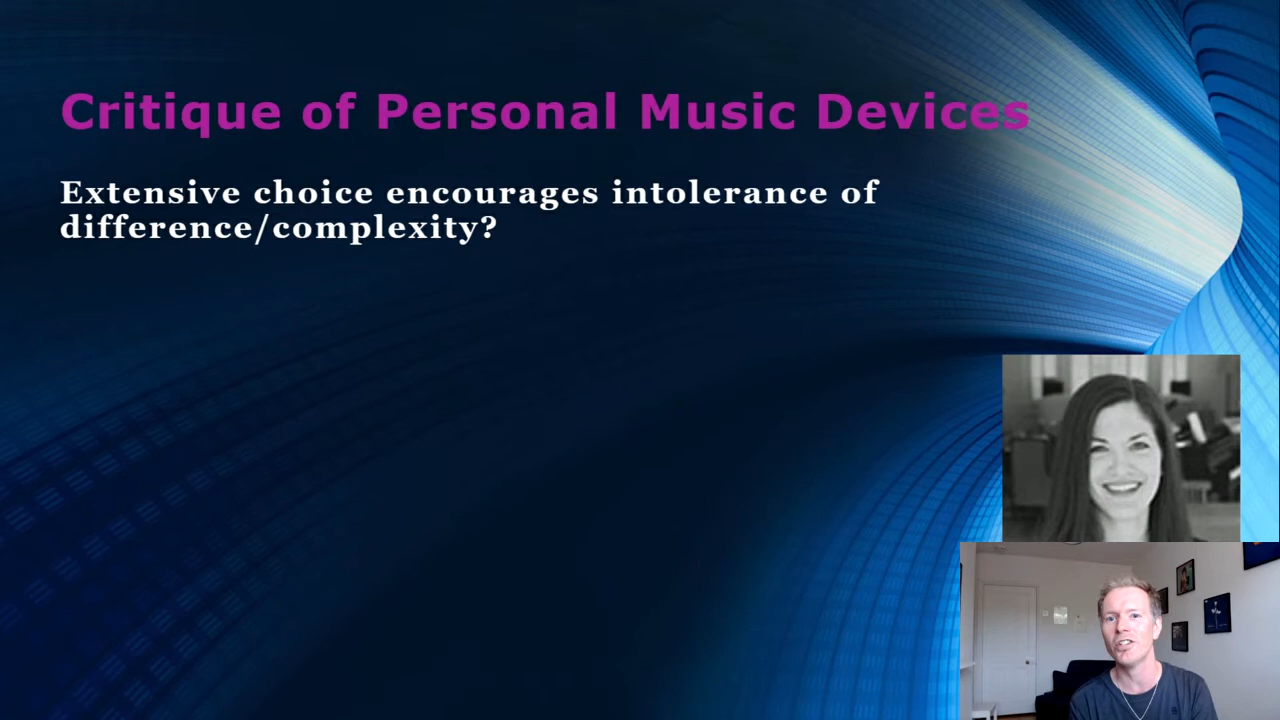 Critique of Personal Music Devices
Extensive choice encourages intolerance of
difference/complexity?